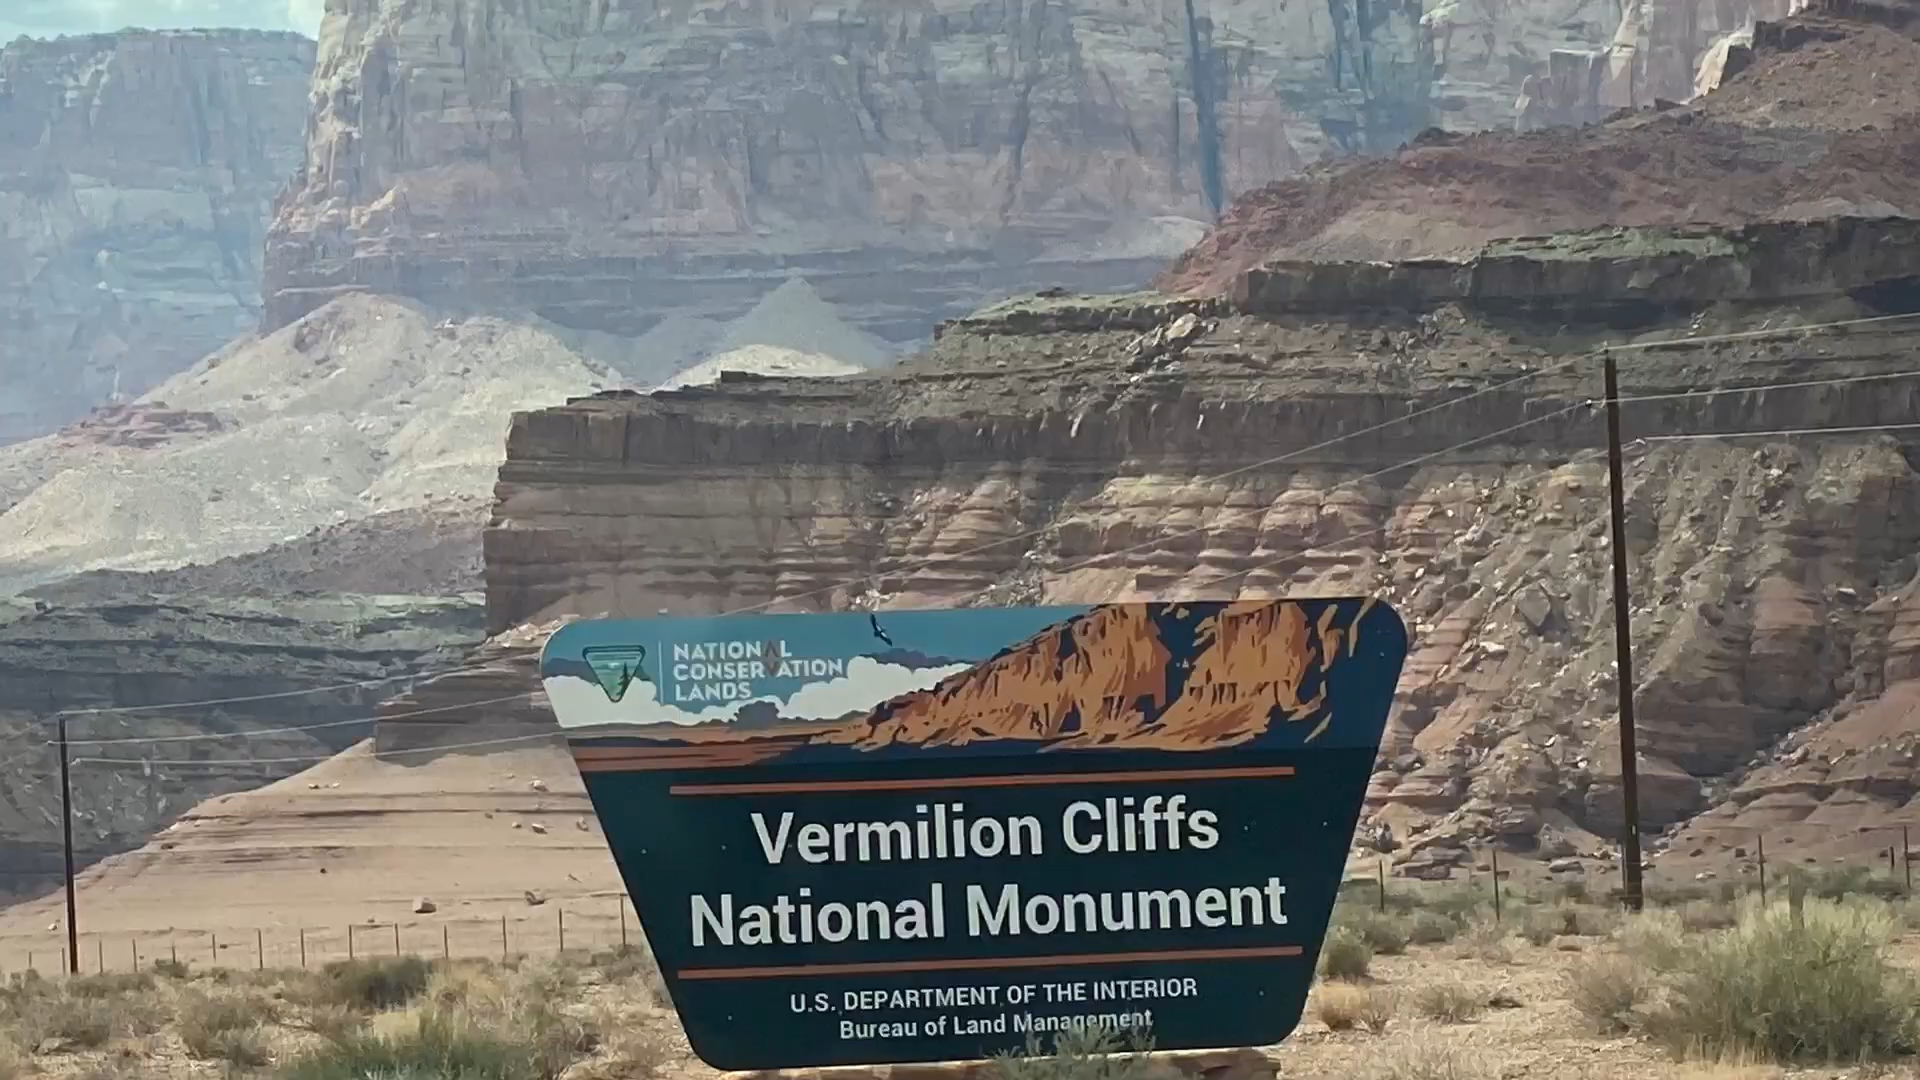 NATIONAL
CONSERVATION
LANDS
Vermilion Cliffs
National Monument
U.S. DEPARTMENT OF THE INTERIOR
Bureau of Land Management